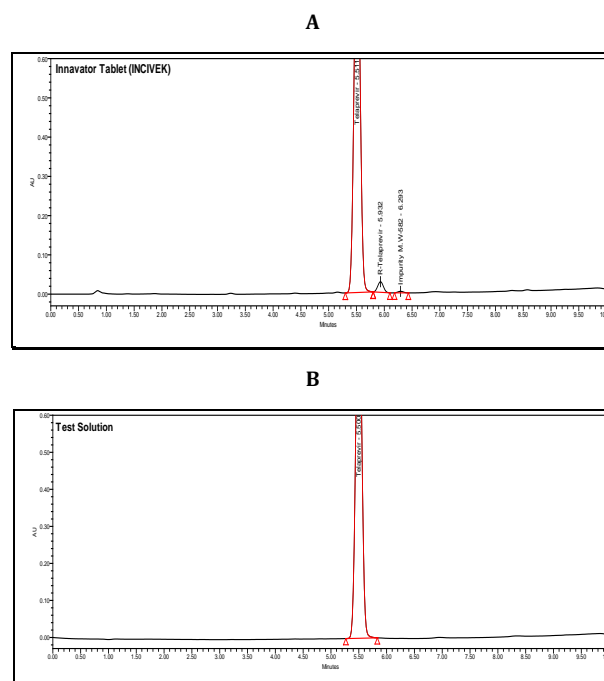 A
Innavator Tablet (INCIVEK)
Telaprevir - 5.511
R-Telaprevir - 5.932
Impurity M.W-582 - 6.293
AU
0.60
0.50
0.40
0.30
0.20
0.10
0.00
0.00 0.50 1.00 1.50 2.00 2.50 3.00 3.50 4.00 4.50 5.00 5.50 6.00 6.50 7.00 7.50 8.00 8.50 9.00 9.50
Minutes
B
Test Solution
Telaprevir - 5.500
AU
0.60
0.50
0.40
0.30
0.20
0.10
0.00
0.00 0.50 1.00 1.50 2.00 2.50 3.00 3.50 4.00 4.50 5.00 5.50 6.00 6.50 7.00 7.50 8.00 8.50 9.00 9.50
Minutes